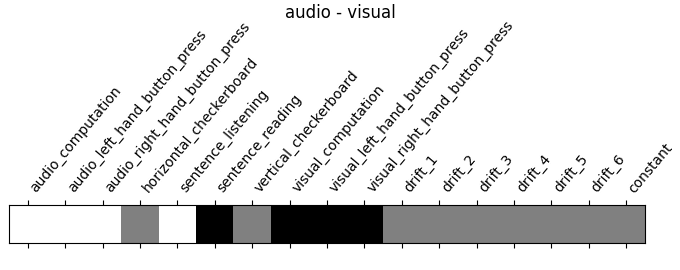 audio - visual
audio_computation
audio_left_hand_button_press
audio_right_hand_button_press
horizontal_checkerboard
sentence_listening
sentence_reading
vertical_checkerboard
visual_computation
visual_left_hand_button_press
visual_right_hand_button_press
drift_1
drift_2
drift_3
drift_4
drift_5
drift_6
constant